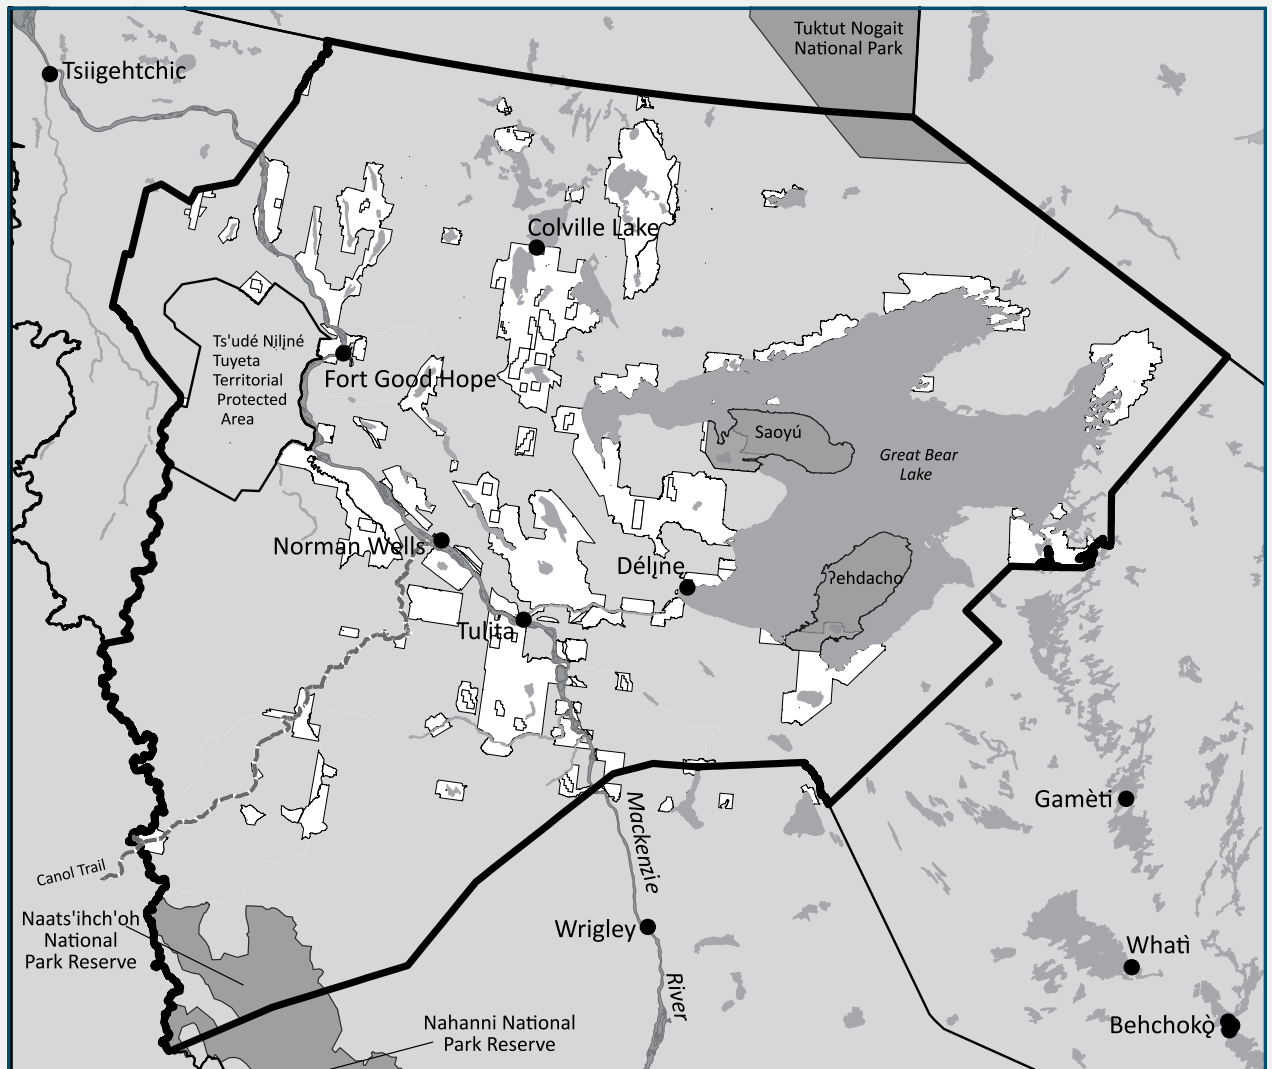 Tuktut Nogait
National Park
Tsiigehtchic
Colville Lake
Ts'udé Nilįné
Tuyeta
Territorial
Protected
Area
Fort Good Hope
Saoyú
Great Bear
Lake
Norman Wells
Délįne
Ɂehdacho
Tulita
Mackenzie
River
Gamètì
Canol Trail
Naats'ihch'oh
National
Park Reserve
Wrigley
Whatì
Nahanni National
Park Reserve
Behchokǫ̀